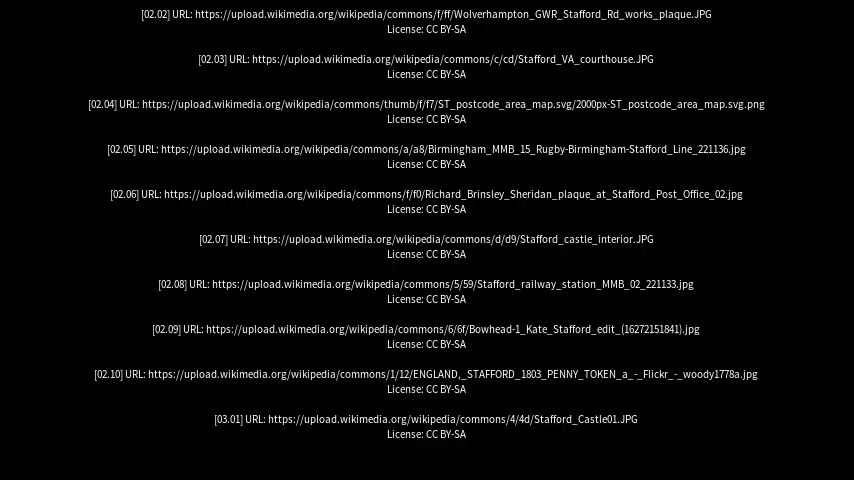 [02.02] URL: https://upload.wikimedia.org/wikipedia/commons/f/ff/Wolverhampton_GWR_Stafford_Rd_works_plaque.JPG
License: CC BY-SA
[02.03] URL: https://upload.wikimedia.org/wikipedia/commons/c/cd/Stafford_VA_courthouse.JPG
License: CC BY-SA
[02.04] URL: https://upload.wikimedia.org/wikipedia/commons/thumb/f/f7/ST_postcode_area_map.svg/2000px-ST_postcode_area_map.svg.png
License: CC BY-SA
[02.05] URL: https://upload.wikimedia.org/wikipedia/commons/a/a8/Birmingham_MMB_15_Rugby-Birmingham-Stafford_Line_221136.jpg
License: CC BY-SA
[02.06] URL: https://upload.wikimedia.org/wikipedia/commons/f/f0/Richard_Brinsley_Sheridan_plaque_at_Stafford_Post_Office_02.jpg
License: CC BY-SA
[02.07] URL: https://upload.wikimedia.org/wikipedia/commons/d/d9/Stafford_castle_interior.JPG
License: CC BY-SA
[02.08] URL: https://upload.wikimedia.org/wikipedia/commons/5/59/Stafford_railway_station_MMB_02_221133.jpg
License: CC BY-SA
[02.09] URL: https://upload.wikimedia.org/wikipedia/commons/6/6f/Bowhead-1_Kate_Stafford_edit_(16272151841).jpg
License: CC BY-SA
[02.10] URL: https://upload.wikimedia.org/wikipedia/commons/1/12/ENGLAND,_STAFFORD_1803_PENNY_TOKEN_a_-_Flickr_-_woody1778a.jpg
License: CC BY-SA
[03.01] URL: https://upload.wikimedia.org/wikipedia/commons/4/4d/Stafford_Castle01.JPG
License: CC BY-SA